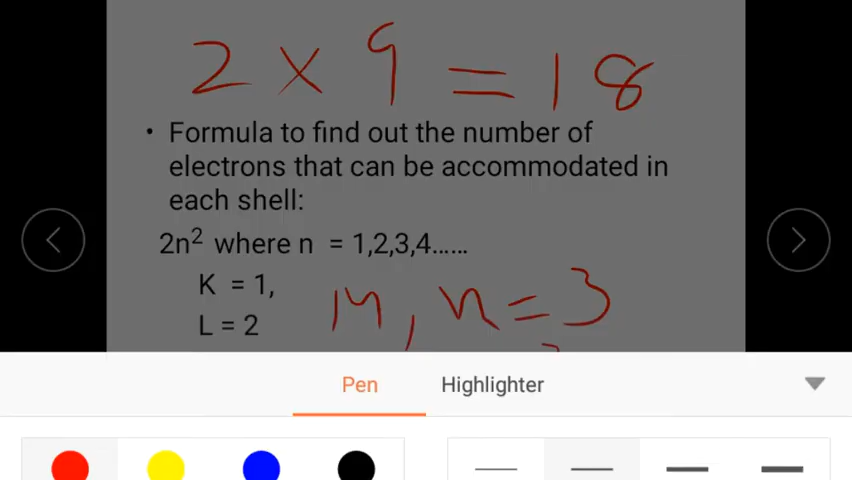 2 × 9 = 18
• Formula to find out the number of
electrons that can be accommodated in
each shell:
2n² where n = 1,2,3,4......
K = 1,
L = 2
M, n = 3
Pen
Highlighter